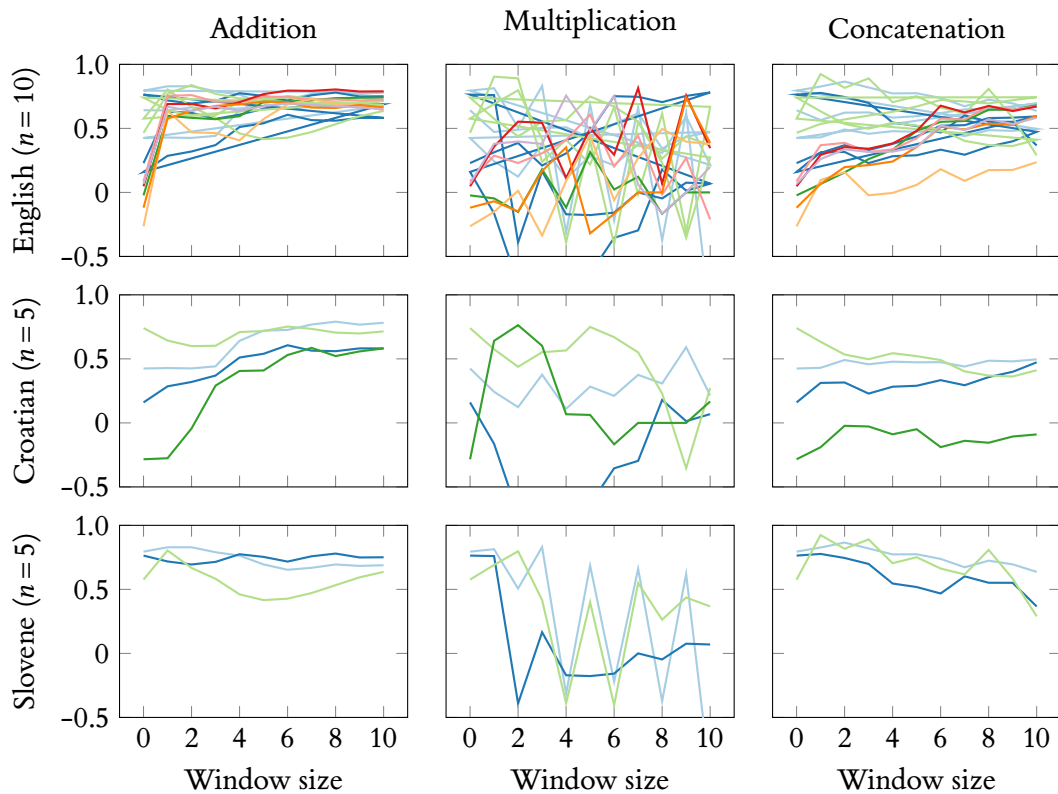 Addition
Multiplication
Concatenation
English (n = 10)
1.0
0.5
0
−0.5
Croatian (n = 5)
1.0
0.5
0
−0.5
Slovene (n = 5)
1.0
0.5
0
−0.5
0 2 4 6 8 10
0 2 4 6 8 10
0 2 4 6 8 10
Window size
Window size
Window size